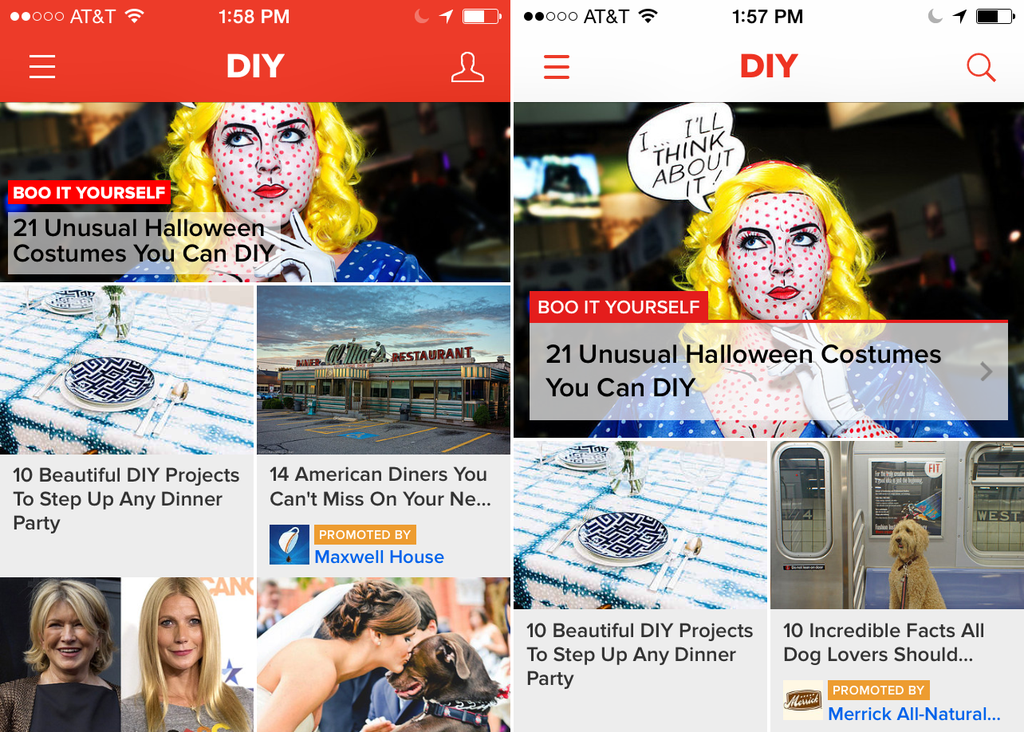 AT&T 1:58 PM
DIY
BOO IT YOURSELF
21 Unusual Halloween
Costumes You Can DIY
Al Mac's RESTAURANT
10 Beautiful DIY Projects
To Step Up Any Dinner
Party
14 American Diners You
Can't Miss On Your Ne...
PROMOTED BY
Maxwell House
AT&T 1:57 PM
DIY
I... I'LL
THINK
ABOUT
IT!
BOO IT YOURSELF
21 Unusual Halloween Costumes
You Can DIY
FIT
WEST
10 Beautiful DIY Projects
To Step Up Any Dinner
Party
10 Incredible Facts All
Dog Lovers Should...
Merrick
PROMOTED BY
Merrick All-Natural...